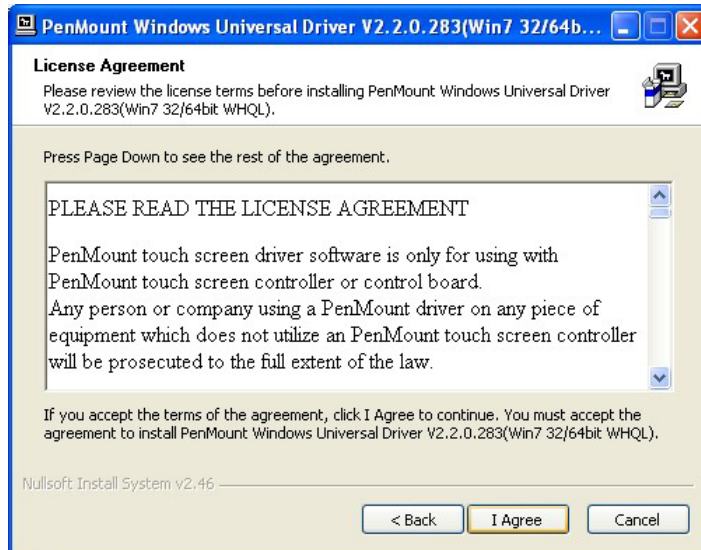 PenMount Windows Universal Driver V2.2.0.283(Win7 32/64b...
License Agreement
Please review the license terms before installing PenMount Windows Universal Driver
V2.2.0.283(Win7 32/64bit WHQL).
Press Page Down to see the rest of the agreement.
PLEASE READ THE LICENSE AGREEMENT
PenMount touch screen driver software is only for using with
PenMount touch screen controller or control board.
Any person or company using a PenMount driver on any piece of
equipment which does not utilize an PenMount touch screen controller
will be prosecuted to the full extent of the law.
If you accept the terms of the agreement, click I Agree to continue. You must accept the
agreement to install PenMount Windows Universal Driver V2.2.0.283(Win7 32/64bit WHQL).
Nullsoft Install System v2.46
< Back I Agree Cancel